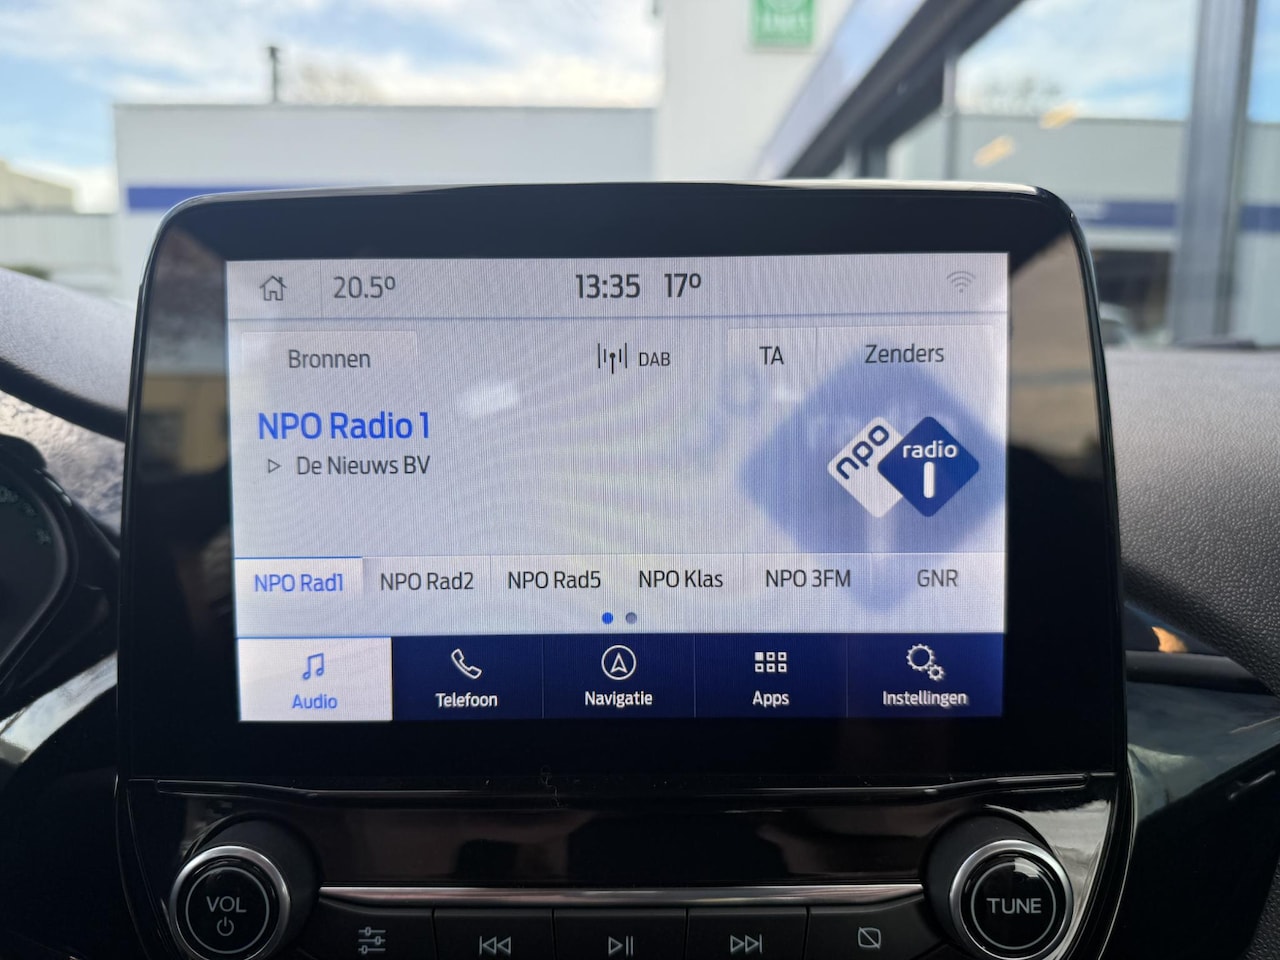 20.5° 13:35 17°
Bronnen DAB TA Zenders
NPO Radio 1
De Nieuws BV
npo radio 1
NPO Rad1 NPO Rad2 NPO Rad5 NPO Klas NPO 3FM GNR
Audio Telefoon Navigatie Apps Instellingen
VOL TUNE